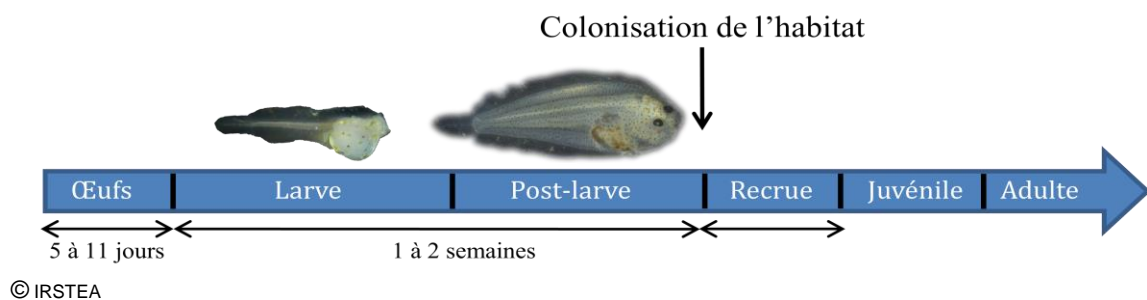 Colonisation de l’habitat
Œufs Larve Post-larve Recrue Juvénile Adulte
5 à 11 jours 1 à 2 semaines
© IRSTEA